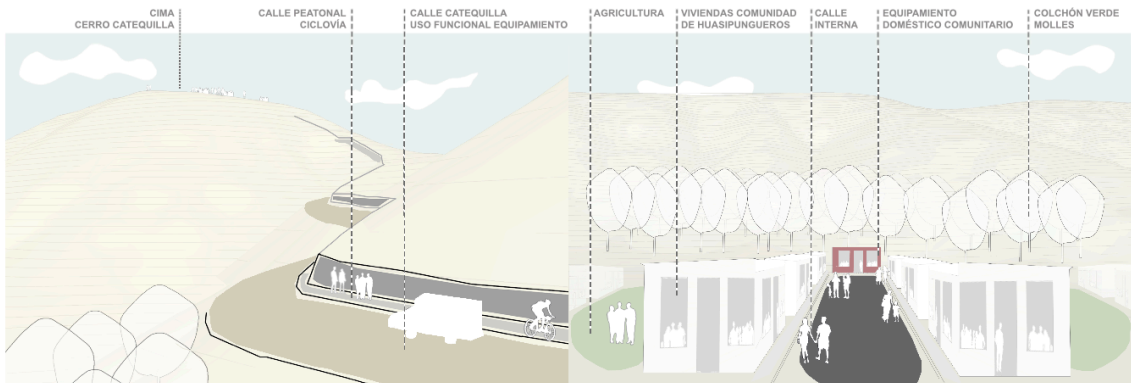 CIMA
CERRO CATEQUILLA
CALLE PEATONAL
CICLOVÍA
CALLE CATEQUILLA
USO FUNCIONAL EQUIPAMIENTO
AGRICULTURA
VIVIENDAS COMUNIDAD
DE HUASIPUNGUEROS
CALLE
INTERNA
EQUIPAMIENTO
DOMÉSTICO COMUNITARIO
COLCHÓN VERDE
MOLLES